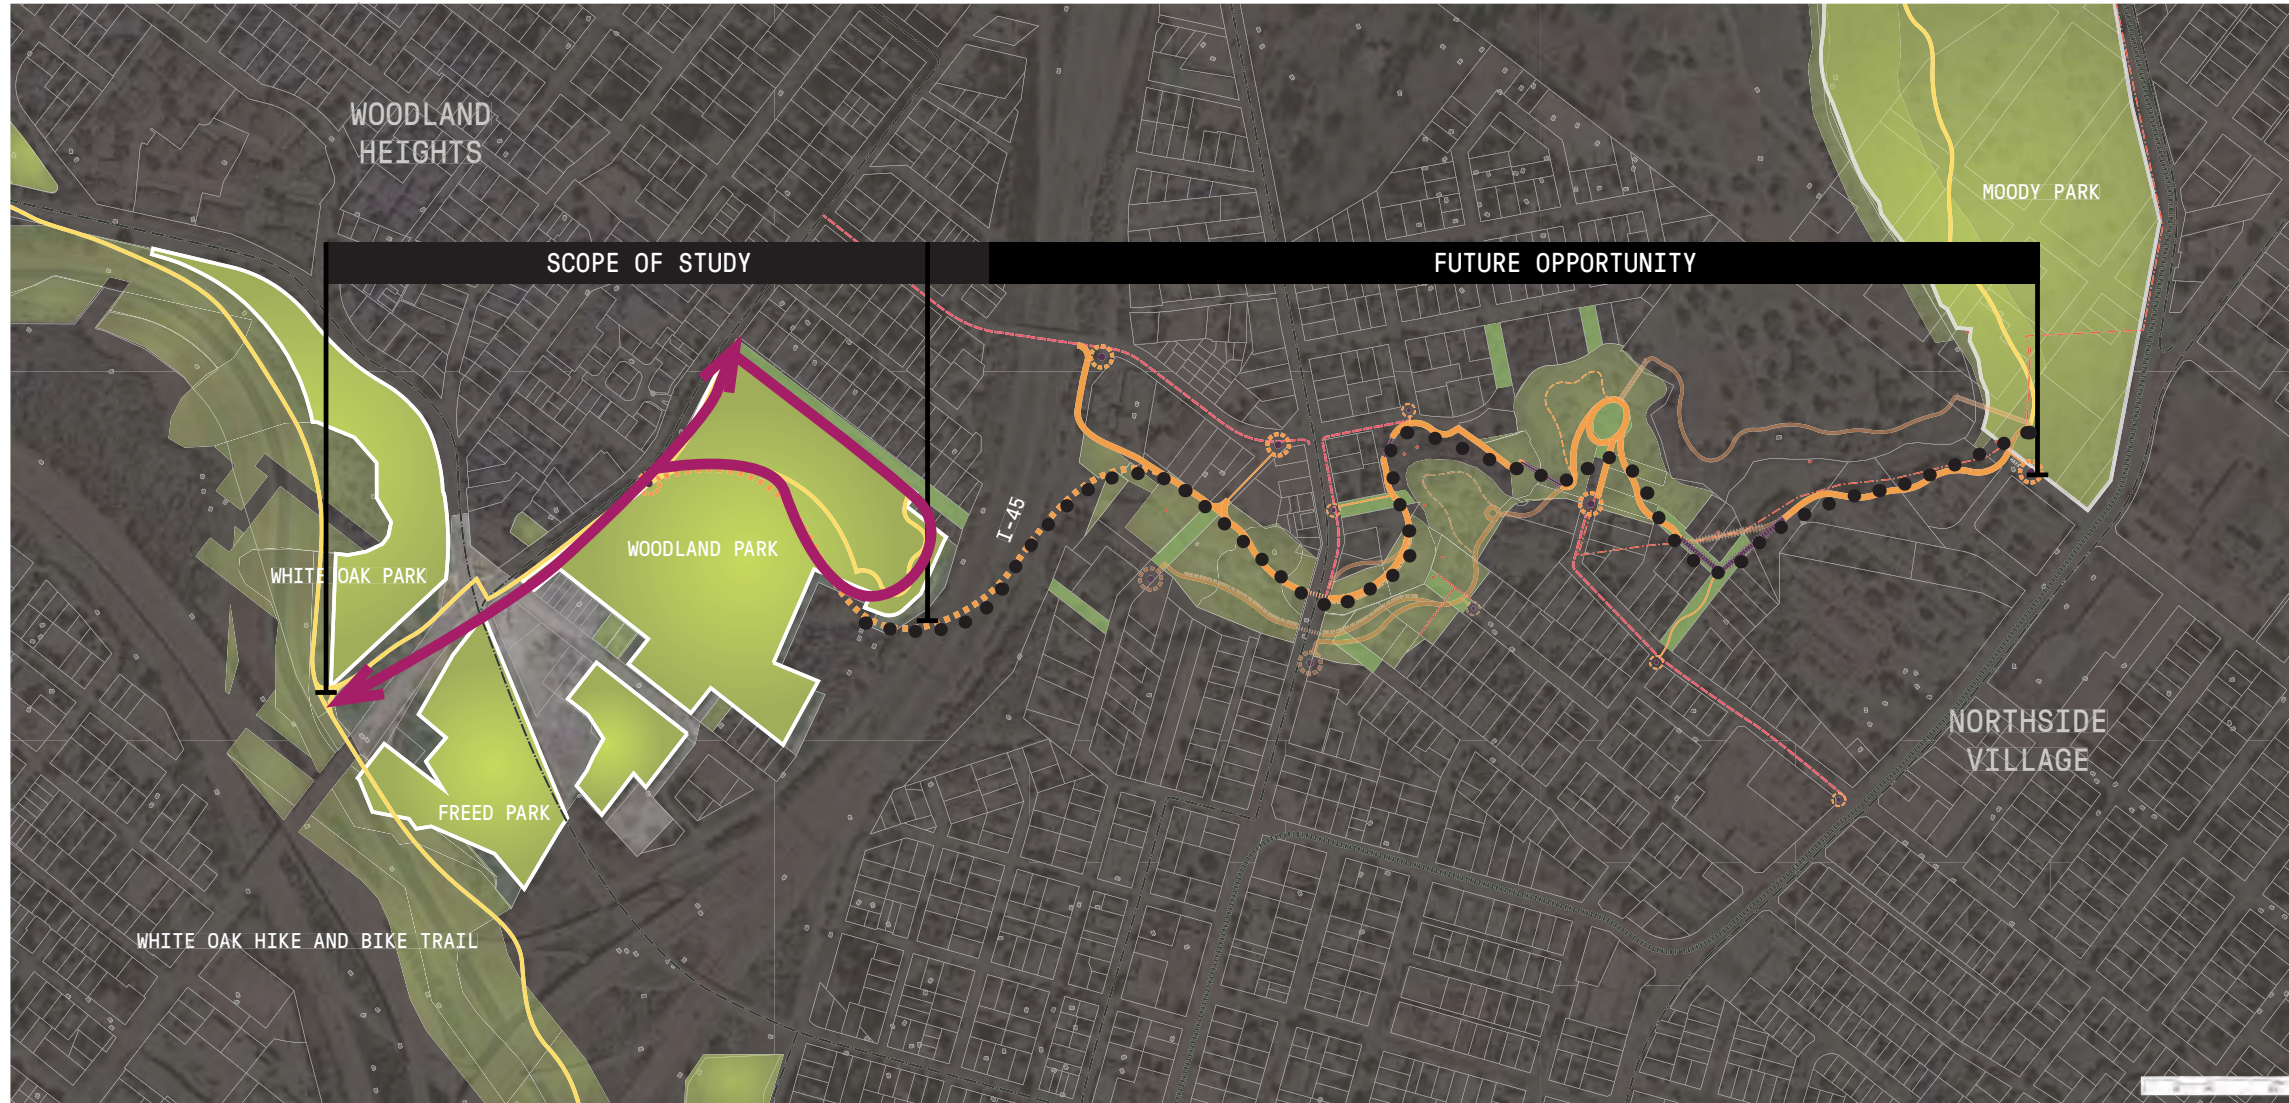 WOODLAND
HEIGHTS
MOODY PARK
SCOPE OF STUDY
FUTURE OPPORTUNITY
I-45
WOODLAND PARK
WHITE OAK PARK
NORTHSIDE
VILLAGE
FREED PARK
WHITE OAK HIKE AND BIKE TRAIL